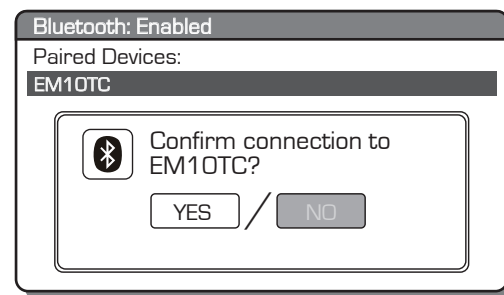 Bluetooth: Enabled
Paired Devices:
EM10TC
Confirm connection to
EM10TC?
YES / NO